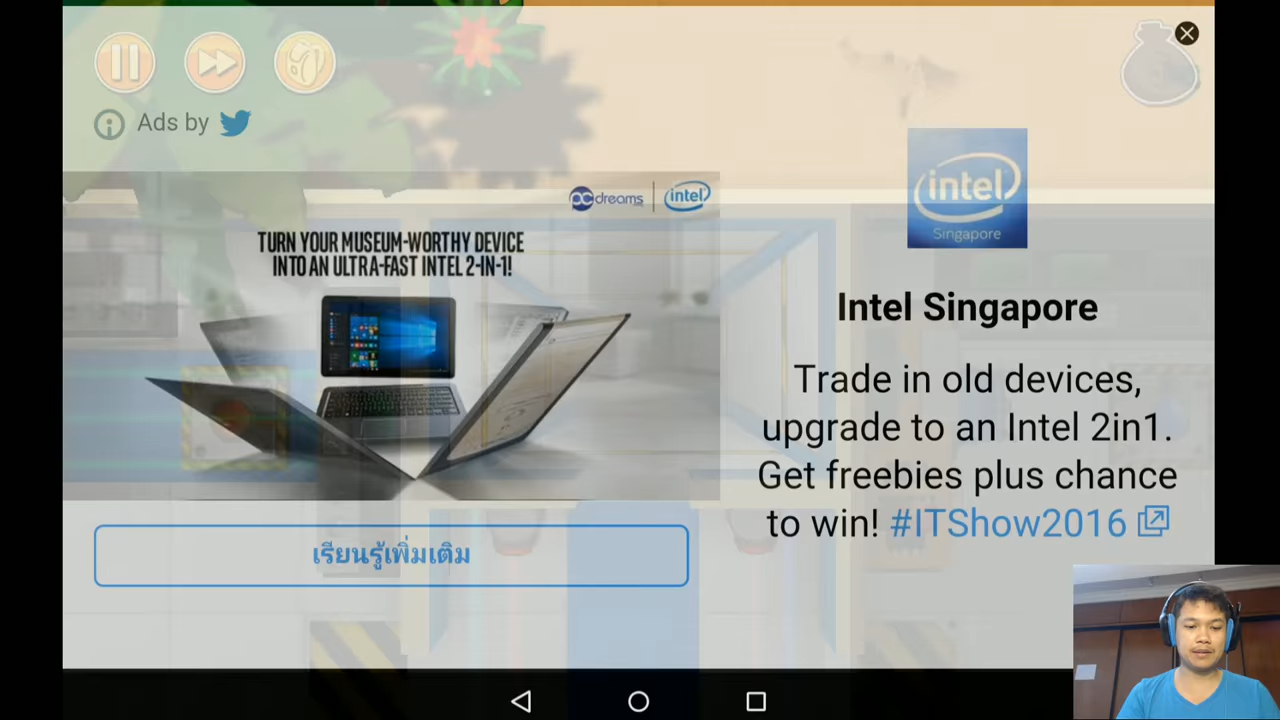 Ads by
pcdreams
intel
TURN YOUR MUSEUM-WORTHY DEVICE
INTO AN ULTRA-FAST INTEL 2-IN-1!
เรียนรู้เพิ่มเติม
intel
Singapore
Intel Singapore
Trade in old devices,
upgrade to an Intel 2in1.
Get freebies plus chance
to win! #ITShow2016